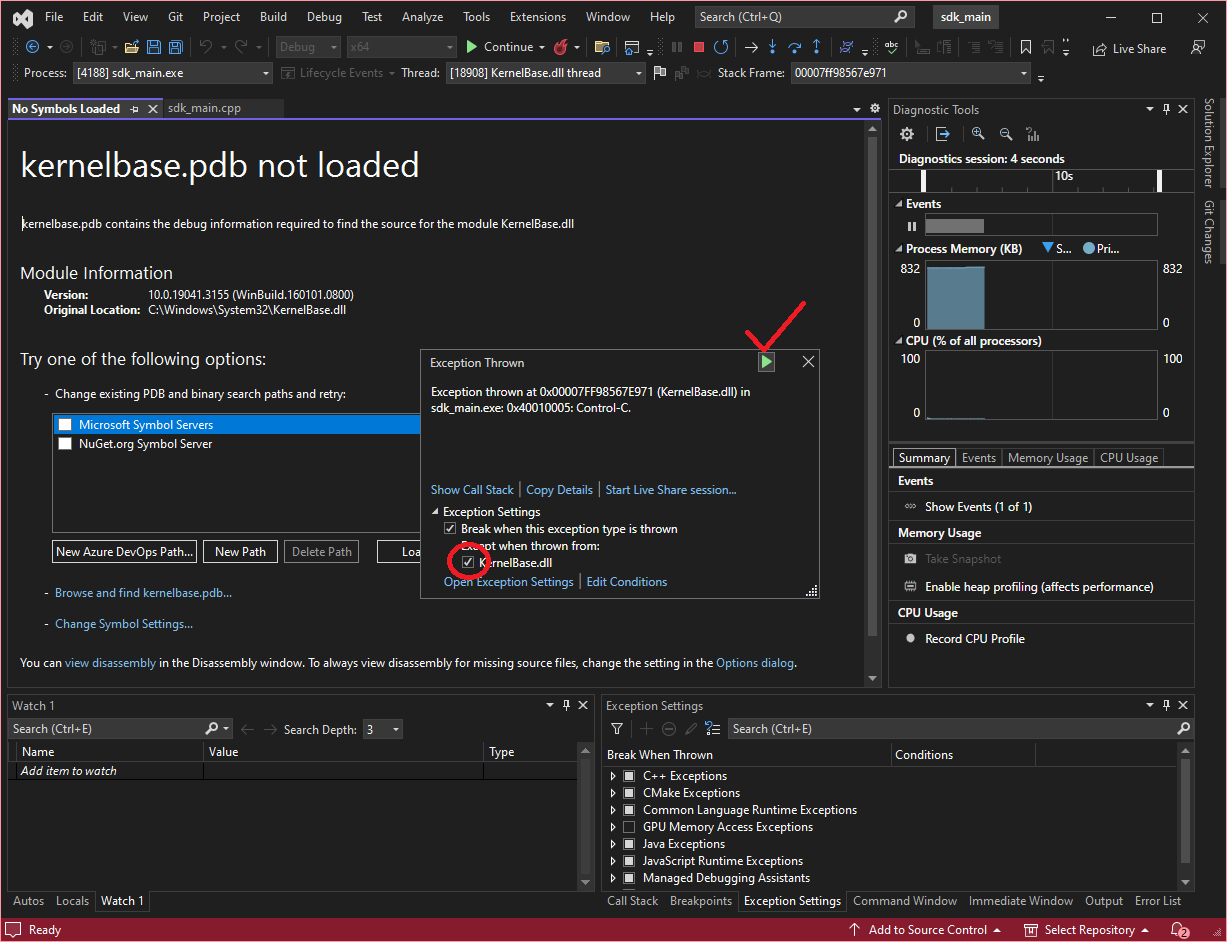 File Edit View Git Project Build Debug Test Analyze Tools Extensions Window Help Search (Ctrl+Q) sdk_main
Debug x64 Continue Live Share
Process: [4188] sdk_main.exe Lifecycle Events Thread: [18908] KernelBase.dll thread Stack Frame: 00007ff98567e971
No Symbols Loaded sdk_main.cpp
kernelbase.pdb not loaded
kernelbase.pdb contains the debug information required to find the source for the module KernelBase.dll
Module Information
Version: 10.0.19041.3155 (WinBuild.160101.0800)
Original Location: C:\Windows\System32\KernelBase.dll
Try one of the following options:
- Change existing PDB and binary search paths and retry:
Microsoft Symbol Servers
NuGet.org Symbol Server
New Azure DevOps Path... New Path Delete Path Loa
- Browse and find kernelbase.pdb...
- Change Symbol Settings...
You can view disassembly in the Disassembly window. To always view disassembly for missing source files, change the setting in the Options dialog.
Exception Thrown
Exception thrown at 0x00007FF98567E971 (KernelBase.dll) in
sdk_main.exe: 0x40010005: Control-C.
Show Call Stack Copy Details Start Live Share session...
Exception Settings
Break when this exception type is thrown
Except when thrown from:
KernelBase.dll
Open Exception Settings Edit Conditions
Diagnostic Tools
Diagnostics session: 4 seconds
10s
Events
Process Memory (KB) S... Pri...
832 832
0 0
CPU (% of all processors)
100 100
0 0
Summary Events Memory Usage CPU Usage
Events
Show Events (1 of 1)
Memory Usage
Take Snapshot
Enable heap profiling (affects performance)
CPU Usage
Record CPU Profile
Solution Explorer
Git Changes
Watch 1
Search (Ctrl+E) Search Depth: 3
Name Value Type
Add item to watch
Autos Locals Watch 1
Exception Settings
Search (Ctrl+E)
Break When Thrown Conditions
C++ Exceptions
CMake Exceptions
Common Language Runtime Exceptions
GPU Memory Access Exceptions
Java Exceptions
JavaScript Runtime Exceptions
Managed Debugging Assistants
Call Stack Breakpoints Exception Settings Command Window Immediate Window Output Error List
Ready Add to Source Control Select Repository 2